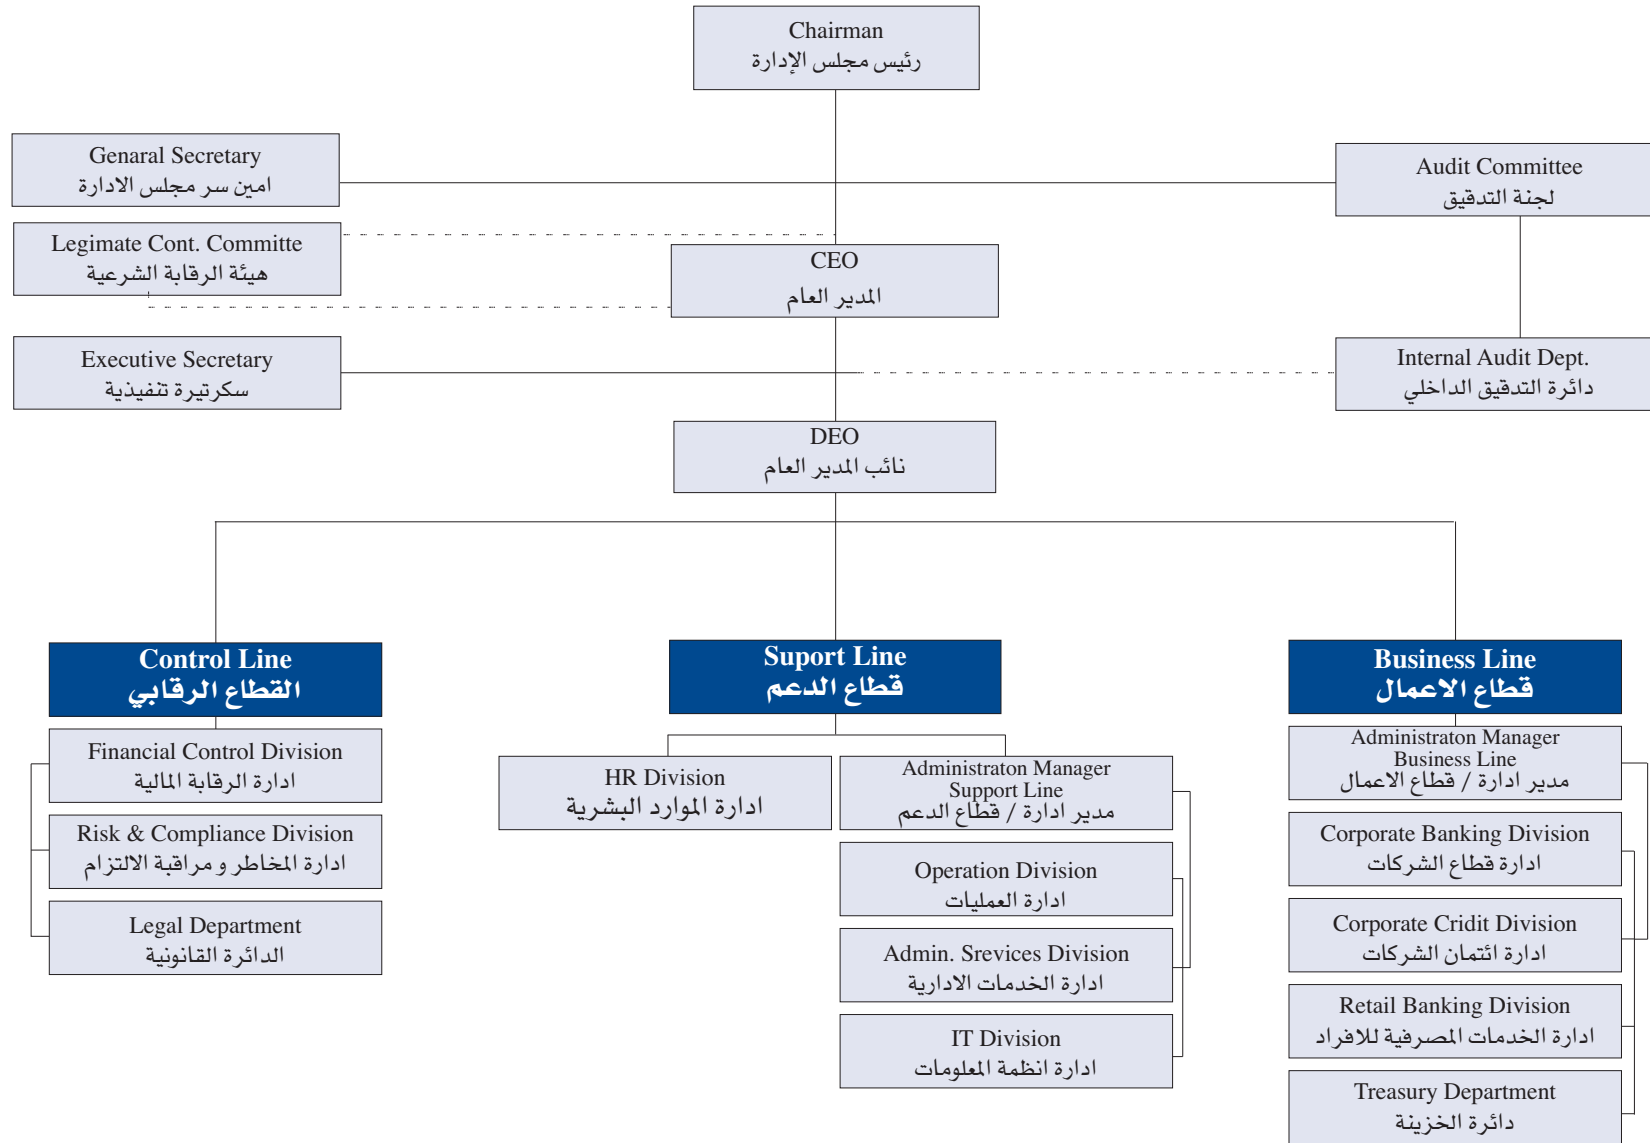 Chairman
رئيس مجلس الإدارة
Genaral Secretary
امين سر مجلس الادارة
Audit Committee
لجنة التدقيق
Legimate Cont. Committe
هيئة الرقابة الشرعية
CEO
المدير العام
Executive Secretary
سكرتيرة تنفيذية
Internal Audit Dept.
دائرة التدقيق الداخلي
DEO
نائب المدير العام
Control Line
القطاع الرقابي
Financial Control Division
ادارة الرقابة المالية
Risk & Compliance Division
ادارة المخاطر و مراقبة الالتزام
Legal Department
الدائرة القانونية
Suport Line
قطاع الدعم
HR Division
ادارة الموارد البشرية
Administraton Manager
Support Line
مدير ادارة / قطاع الدعم
Operation Division
ادارة العمليات
Admin. Srevices Division
ادارة الخدمات الادارية
IT Division
ادارة انظمة المعلومات
Business Line
قطاع الاعمال
Administraton Manager
Business Line
مدير ادارة / قطاع الاعمال
Corporate Banking Division
ادارة قطاع الشركات
Corporate Cridit Division
ادارة ائتمان الشركات
Retail Banking Division
ادارة الخدمات المصرفية للافراد
Treasury Department
دائرة الخزينة